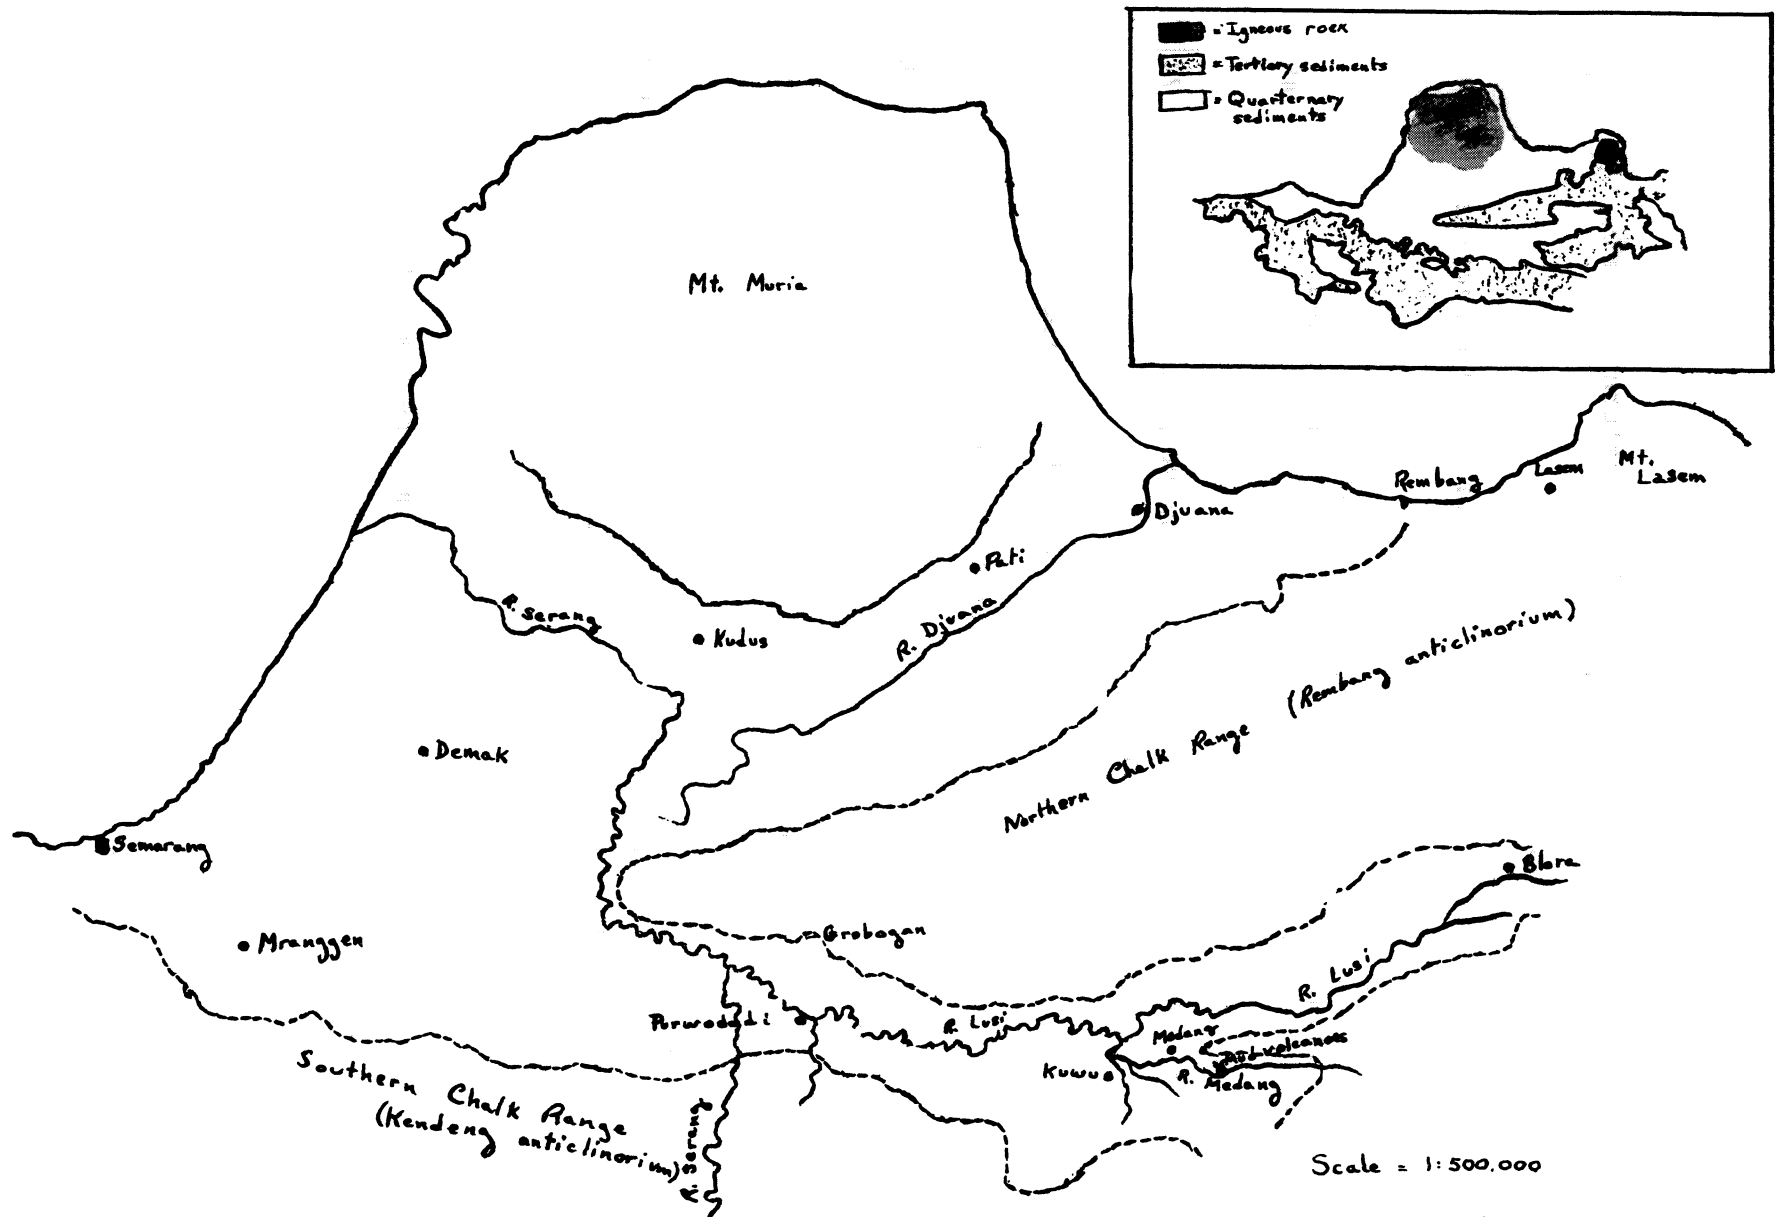 = Igneous rock
= Tertiary sediments
= Quarternary
sediments
Mt. Muria
Rembang
Lasem
Mt.
Lasem
Djuana
Pati
R. Serang
Kudus
R. Djuana
(Rembang anticlinorium)
Demak
Northern Chalk Range
Semarang
Blora
Mranggen
Grobogan
R. Lusi
Purwodadi
R. Lusi
Medang
Mudvolcanoes
Kuwu
R. Medang
Southern Chalk Range
(Kendeng anticlinorium)
R. Serang
Scale = 1:500.000